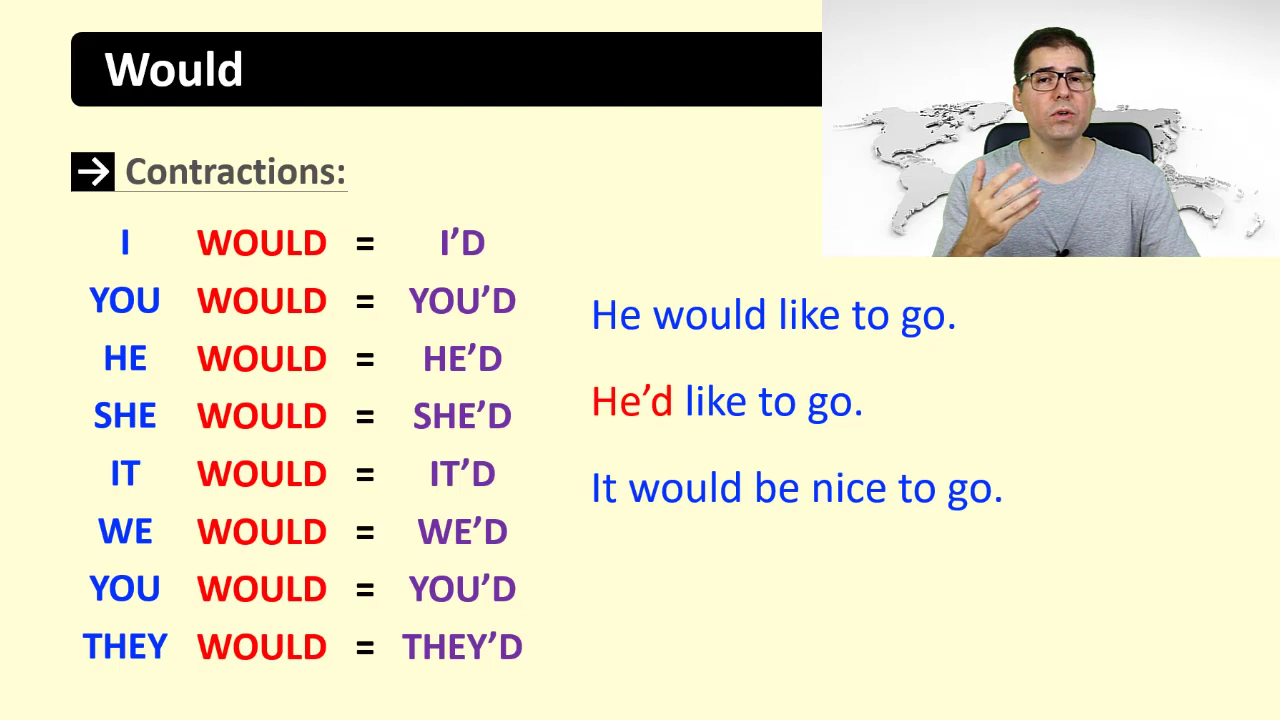 Would
Contractions:
I WOULD = I’D
YOU WOULD = YOU’D
HE WOULD = HE’D
SHE WOULD = SHE’D
IT WOULD = IT’D
WE WOULD = WE’D
YOU WOULD = YOU’D
THEY WOULD = THEY’D
He would like to go.
He’d like to go.
It would be nice to go.